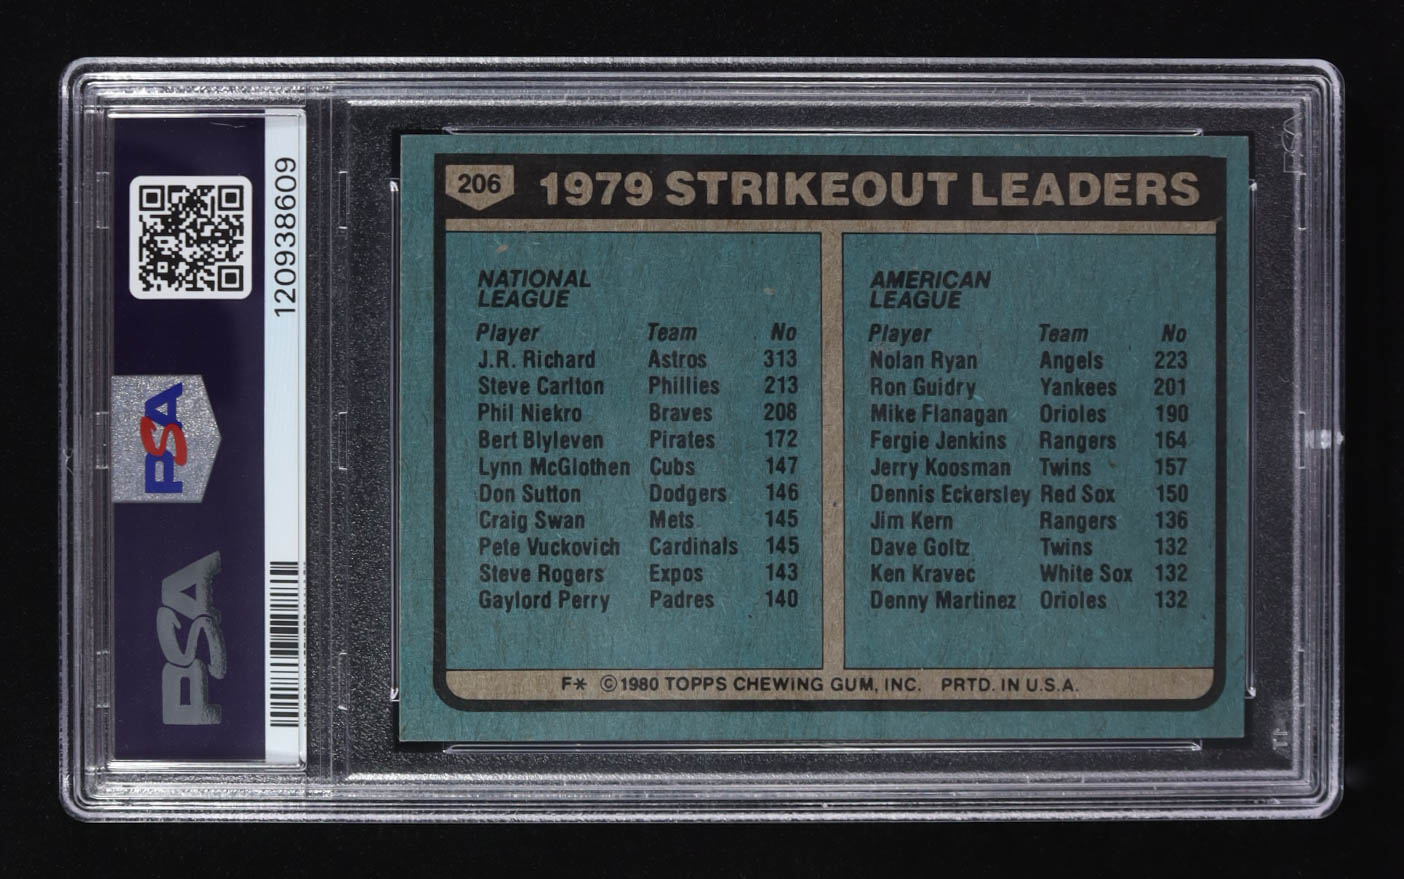 206 1979 STRIKEOUT LEADERS
NATIONAL
LEAGUE
Player Team No
J.R. Richard Astros 313
Steve Carlton Phillies 213
Phil Niekro Braves 208
Bert Blyleven Pirates 172
Lynn McGlothen Cubs 147
Don Sutton Dodgers 146
Craig Swan Mets 145
Pete Vuckovich Cardinals 145
Steve Rogers Expos 143
Gaylord Perry Padres 140
AMERICAN
LEAGUE
Player Team No
Nolan Ryan Angels 223
Ron Guidry Yankees 201
Mike Flanagan Orioles 190
Fergie Jenkins Rangers 164
Jerry Koosman Twins 157
Dennis Eckersley Red Sox 150
Jim Kern Rangers 136
Dave Goltz Twins 132
Ken Kravec White Sox 132
Denny Martinez Orioles 132
F* ©1980 TOPPS CHEWING GUM, INC. PRTD. IN U.S.A.
120938609
PSA
PSA